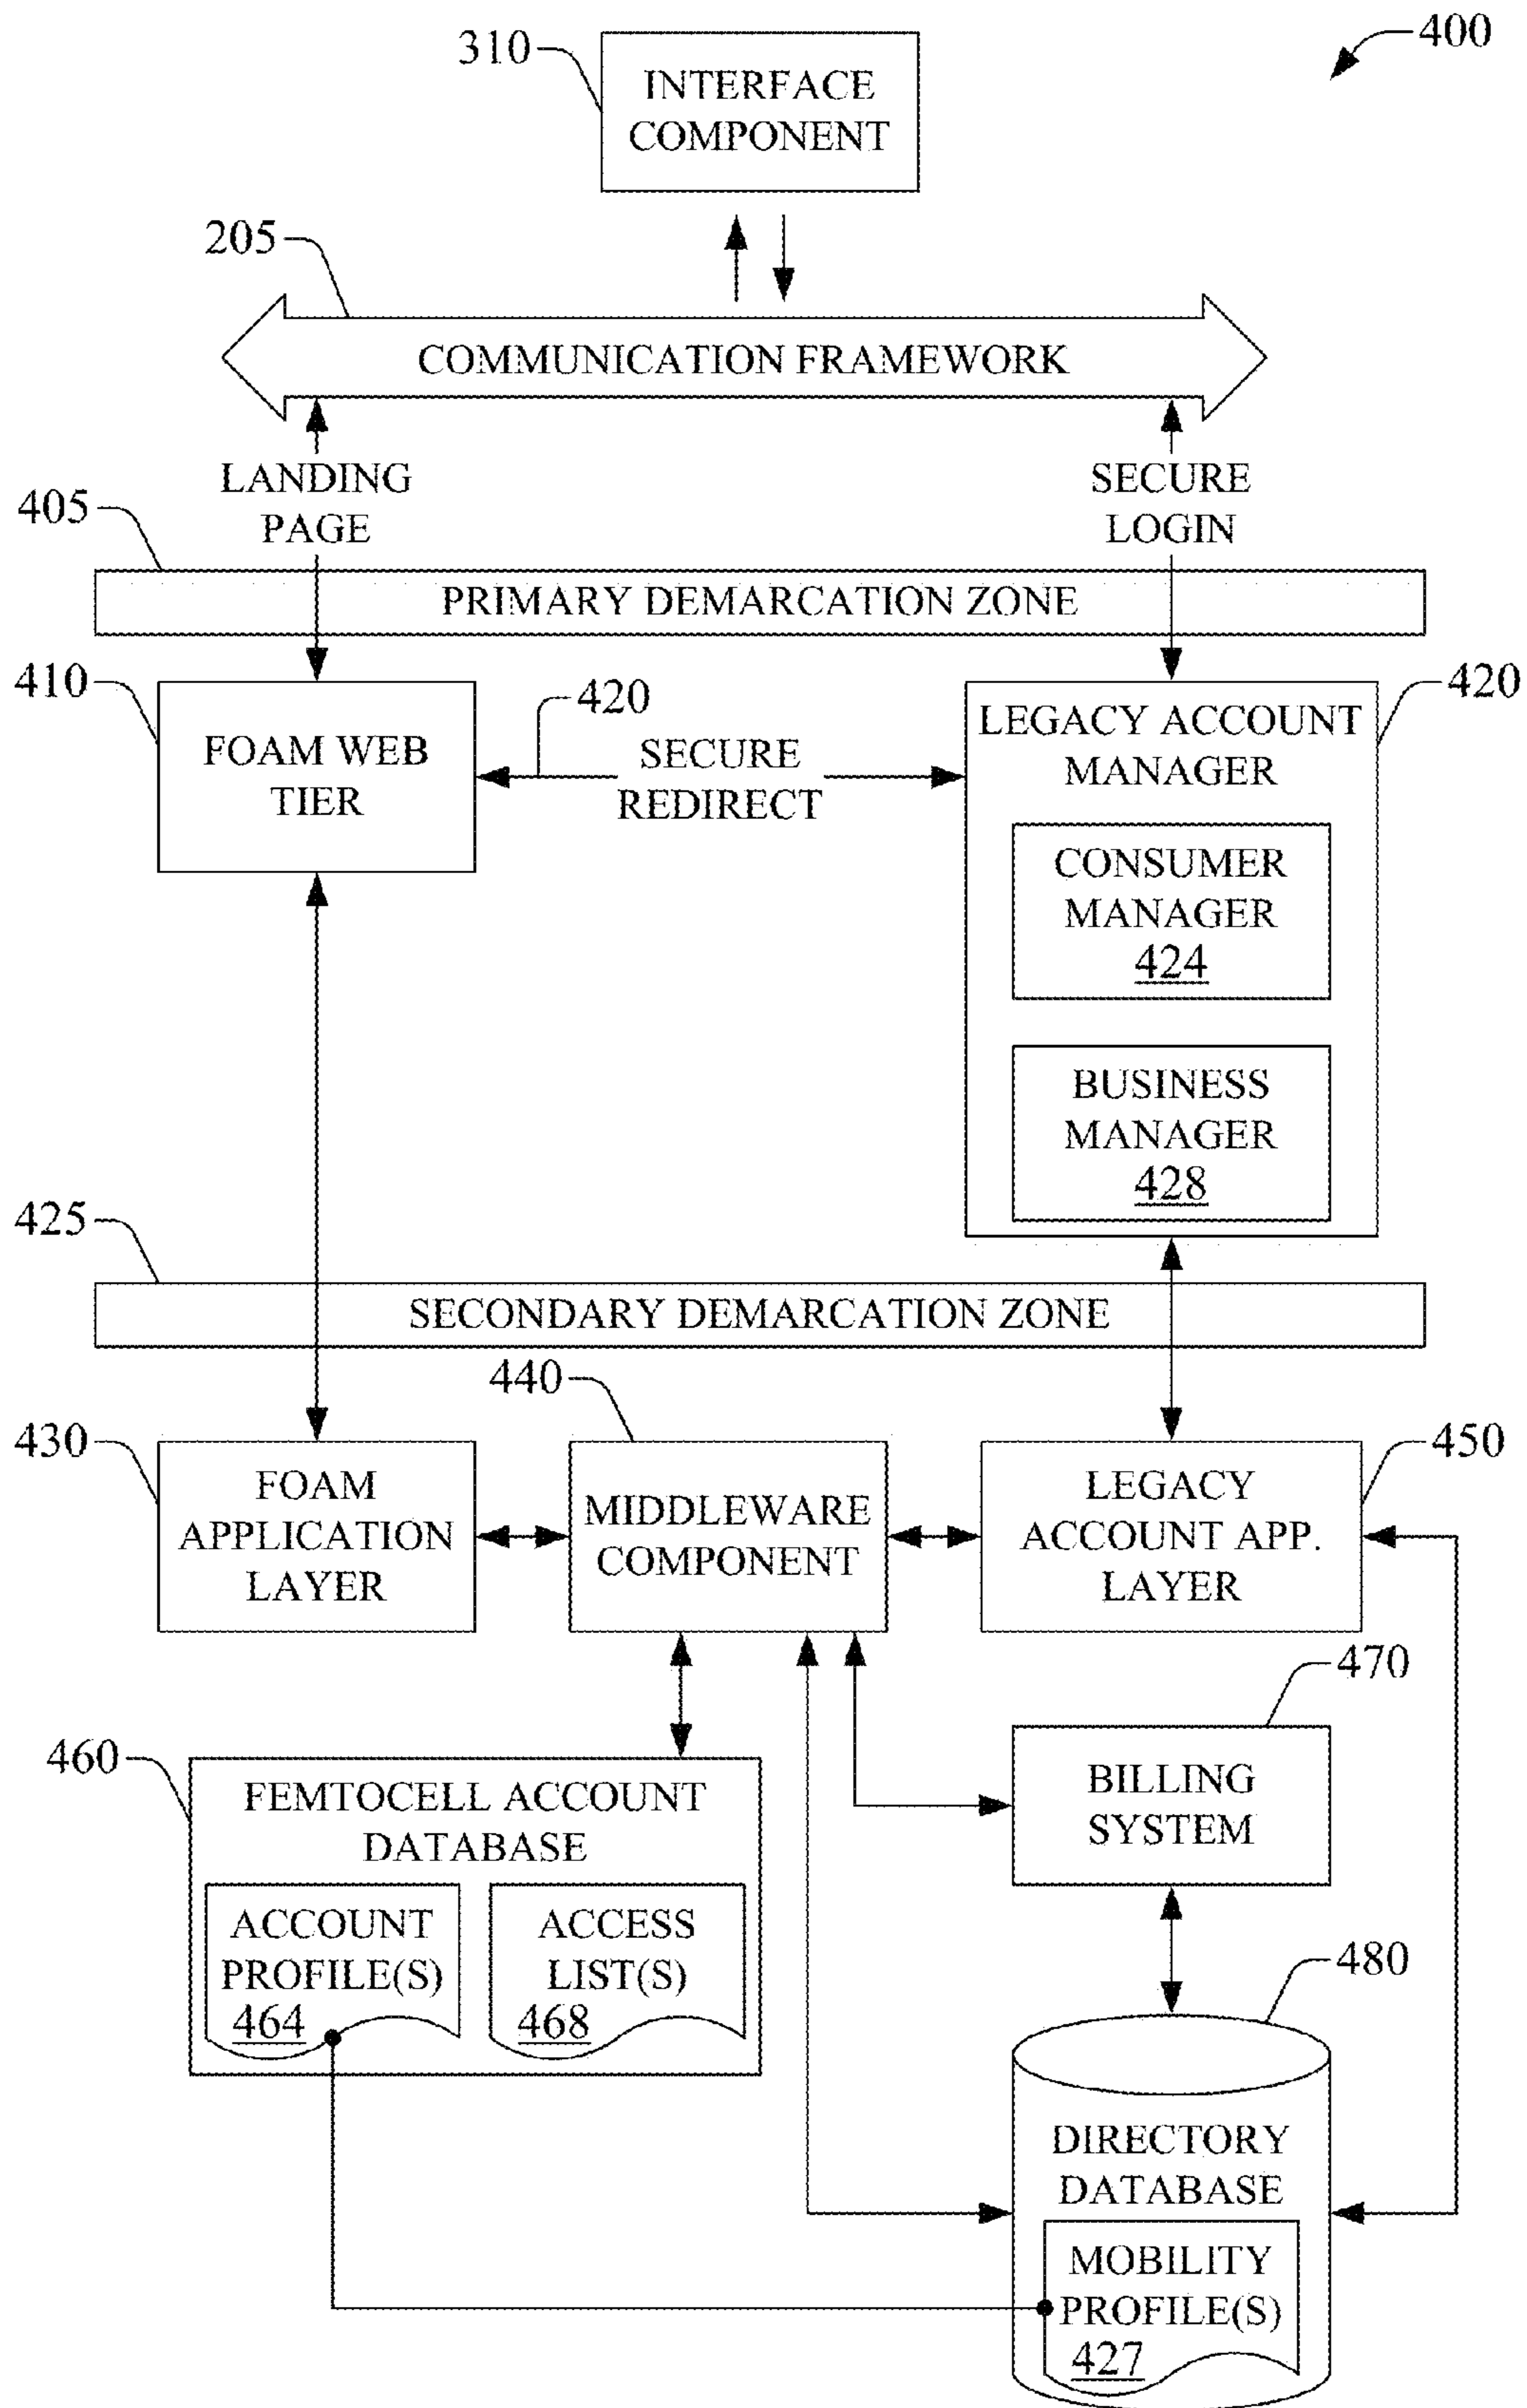 400
310
INTERFACE
COMPONENT
205
COMMUNICATION FRAMEWORK
LANDING
PAGE
SECURE
LOGIN
405
PRIMARY DEMARCATION ZONE
410
FOAM WEB
TIER
420
SECURE
REDIRECT
420
LEGACY ACCOUNT
MANAGER
CONSUMER
MANAGER
424
BUSINESS
MANAGER
428
425
SECONDARY DEMARCATION ZONE
430
FOAM
APPLICATION
LAYER
440
MIDDLEWARE
COMPONENT
450
LEGACY
ACCOUNT APP.
LAYER
460
FEMTOCELL ACCOUNT
DATABASE
ACCOUNT
PROFILE(S)
464
ACCESS
LIST(S)
468
470
BILLING
SYSTEM
480
DIRECTORY
DATABASE
MOBILITY
PROFILE(S)
427